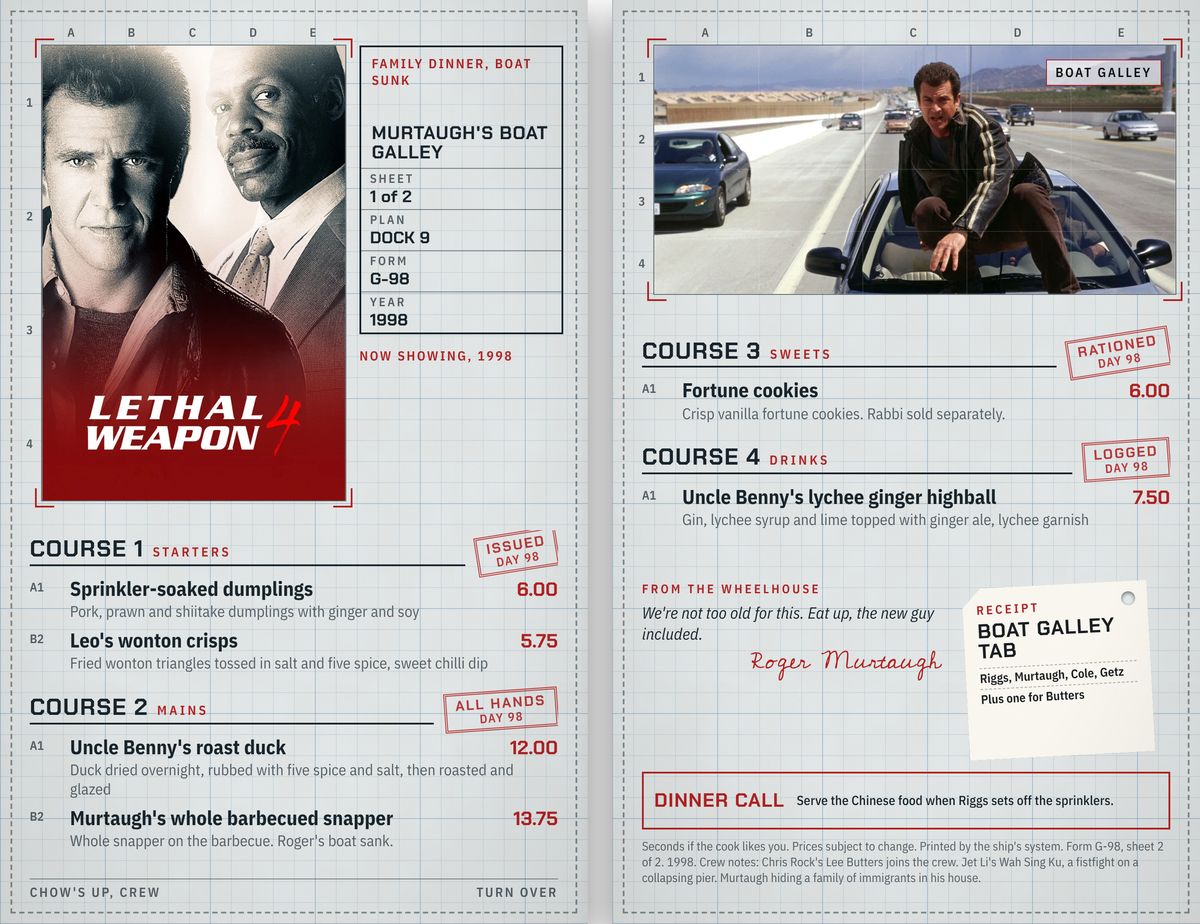 A B C D E
1
2
3
4
LETHAL
WEAPON 4
FAMILY DINNER, BOAT
SUNK
MURTAUGH'S BOAT
GALLEY
SHEET
1 of 2
PLAN
DOCK 9
FORM
G-98
YEAR
1998
NOW SHOWING, 1998
COURSE 1 STARTERS
ISSUED
DAY 98
A1 Sprinkler-soaked dumplings 6.00
Pork, prawn and shiitake dumplings with ginger and soy
B2 Leo's wonton crisps 5.75
Fried wonton triangles tossed in salt and five spice, sweet chilli dip
COURSE 2 MAINS
ALL HANDS
DAY 98
A1 Uncle Benny's roast duck 12.00
Duck dried overnight, rubbed with five spice and salt, then roasted and
glazed
B2 Murtaugh's whole barbecued snapper 13.75
Whole snapper on the barbecue. Roger's boat sank.
CHOW'S UP, CREW TURN OVER
A B C D E
1
2
3
4
BOAT GALLEY
COURSE 3 SWEETS
RATIONED
DAY 98
A1 Fortune cookies 6.00
Crisp vanilla fortune cookies. Rabbi sold separately.
COURSE 4 DRINKS
LOGGED
DAY 98
A1 Uncle Benny's lychee ginger highball 7.50
Gin, lychee syrup and lime topped with ginger ale, lychee garnish
FROM THE WHEELHOUSE
We're not too old for this. Eat up, the new guy
included.
Roger Murtaugh
RECEIPT
BOAT GALLEY
TAB
Riggs, Murtaugh, Cole, Getz
Plus one for Butters
DINNER CALL Serve the Chinese food when Riggs sets off the sprinklers.
Seconds if the cook likes you. Prices subject to change. Printed by the ship's system. Form G-98, sheet 2
of 2. 1998. Crew notes: Chris Rock's Lee Butters joins the crew. Jet Li's Wah Sing Ku, a fistfight on a
collapsing pier. Murtaugh hiding a family of immigrants in his house.